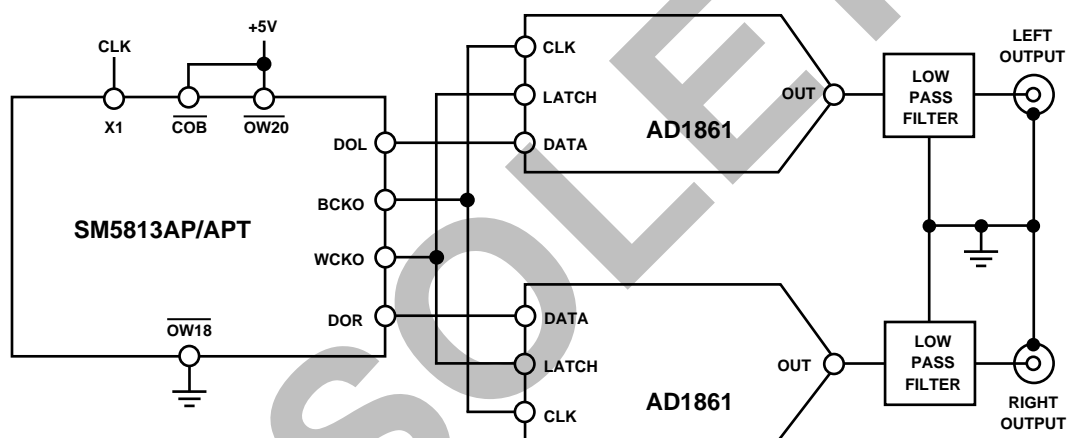 +5V
CLK
X1
COB
OW20
SM5813AP/APT
DOL
BCKO
WCKO
DOR
OW18
CLK
LATCH
DATA
AD1861
OUT
LOW
PASS
FILTER
LEFT
OUTPUT
DATA
LATCH
CLK
AD1861
OUT
LOW
PASS
FILTER
RIGHT
OUTPUT